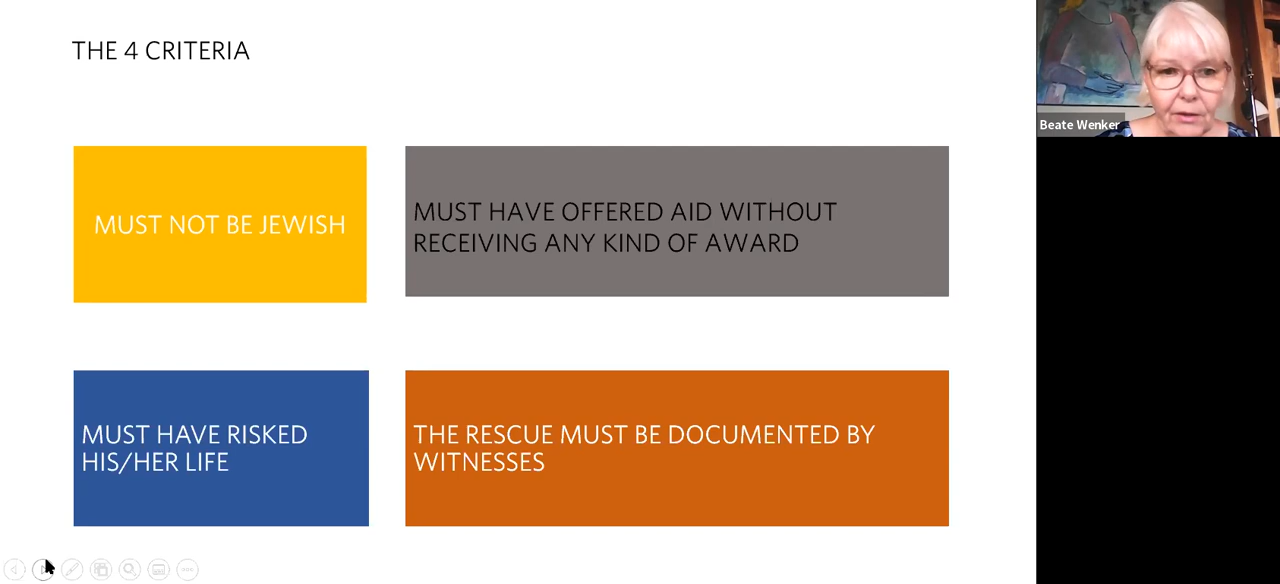 THE 4 CRITERIA
MUST NOT BE JEWISH
MUST HAVE OFFERED AID WITHOUT
RECEIVING ANY KIND OF AWARD
MUST HAVE RISKED
HIS/HER LIFE
THE RESCUE MUST BE DOCUMENTED BY
WITNESSES
Beate Wenker